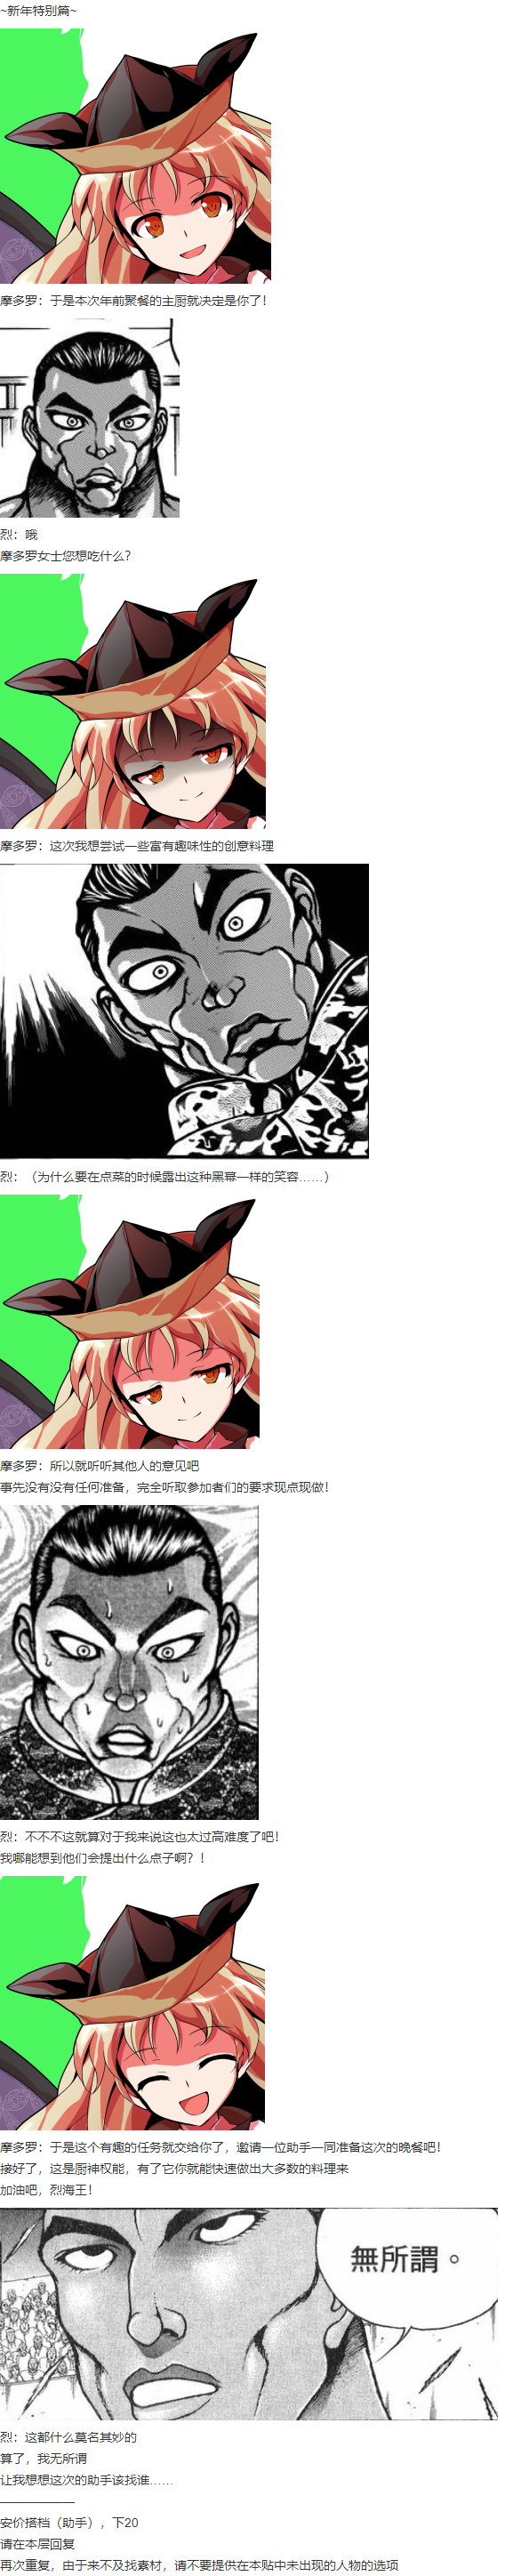 ~新年特别篇~
摩多罗：于是本次年前聚餐的主厨就决定是你了！
烈：哦
摩多罗女士您想吃什么？
摩多罗：这次我想尝试一些富有趣味性的创意料理
烈：（为什么要在点菜的时候露出这种黑幕一样的笑容……）
摩多罗：所以就听听其他人的意见吧
事先没有没有任何准备，完全听取参加者们的要求现点现做！
烈：不不不这就算对于我来说这也太过高难度了吧！
我哪能想到他们会提出什么点子啊？！
摩多罗：于是这个有趣的任务就交给你了，邀请一位助手一同准备这次的晚餐吧！
接好了，这是厨神权能，有了它你就能快速做出大多数的料理来
加油吧，烈海王！
無所謂。
烈：这都什么莫名其妙的
算了，我无所谓
让我想想这次的助手该找谁……
——————
安价搭档（助手），下20
请在本层回复
再次重复，由于来不及找素材，请不要提供在本贴中未出现的人物的选项